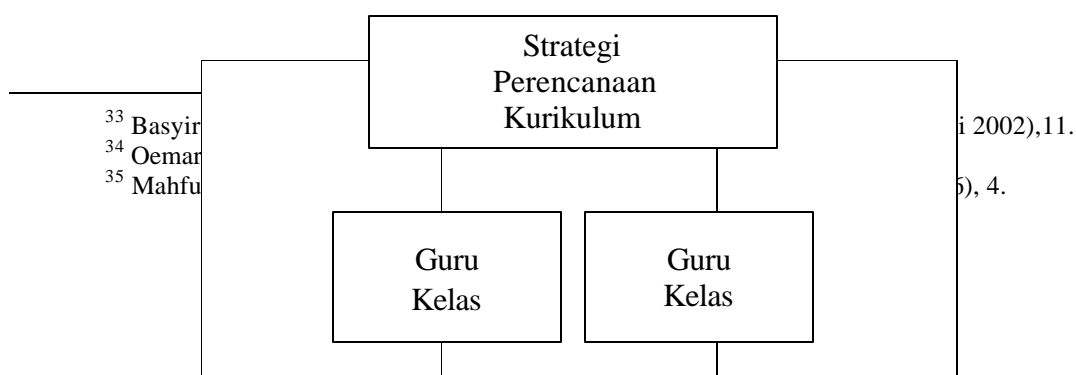 Strategi
Perencanaan
Kurikulum
33 Basyir
i 2002),11.
34 Oemar
35 Mahfu
), 4.
Guru
Kelas
Guru
Kelas